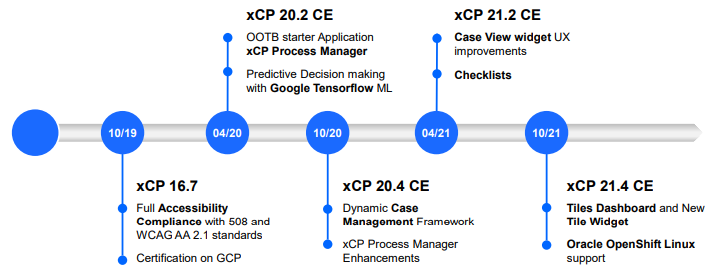 xCP 20.2 CE
OOTB starter Application
xCP Process Manager
Predictive Decision making
with Google Tensorflow ML
xCP 21.2 CE
Case View widget UX
improvements
Checklists
10/19
04/20
10/20
04/21
10/21
xCP 16.7
Full Accessibility
Compliance with 508 and
WCAG AA 2.1 standards
Certification on GCP
xCP 20.4 CE
Dynamic Case
Management Framework
xCP Process Manager
Enhancements
xCP 21.4 CE
Tiles Dashboard and New
Tile Widget
Oracle OpenShift Linux
support